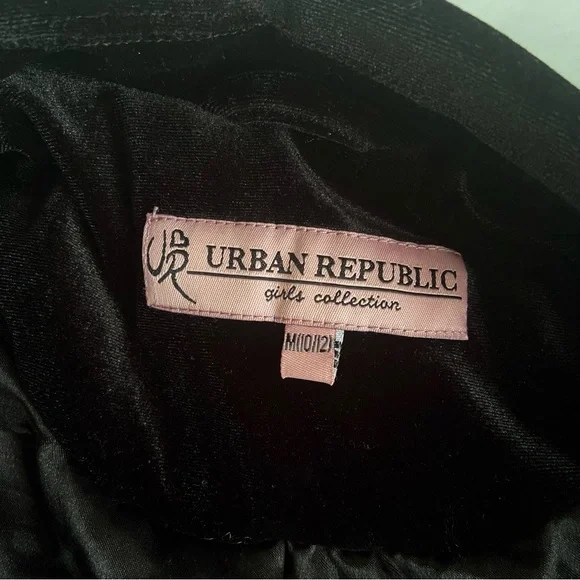 UR URBAN REPUBLIC
girls collection
M(10/12)